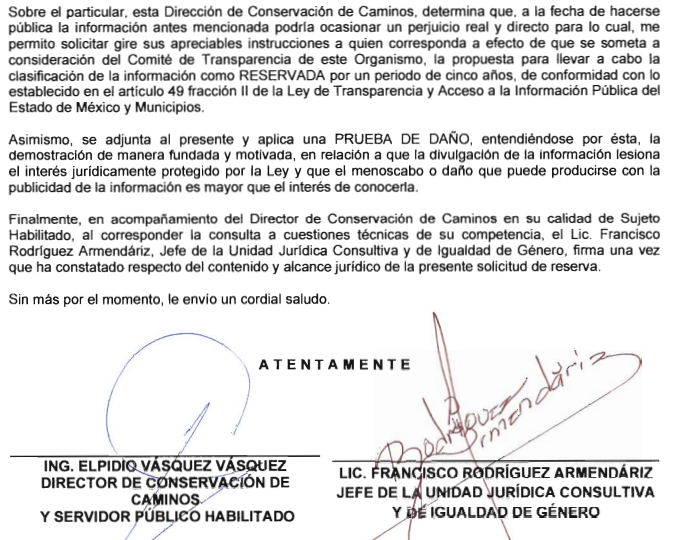 Sobre el particular, esta Dirección de Conservación de Caminos, determina que, a la fecha de hacerse
pública la información antes mencionada podría ocasionar un perjuicio real y directo para lo cual, me
permito solicitar gire sus apreciables instrucciones a quien corresponda a efecto de que se someta a
consideración del Comité de Transparencia de este Organismo, la propuesta para llevar a cabo la
clasificación de la información como RESERVADA por un periodo de cinco años, de conformidad con lo
establecido en el artículo 49 fracción II de la Ley de Transparencia y Acceso a la Información Pública del
Estado de México y Municipios.
Asimismo, se adjunta al presente y aplica una PRUEBA DE DAÑO, entendiéndose por ésta, la
demostración de manera fundada y motivada, en relación a que la divulgación de la información lesiona
el interés jurídicamente protegido por la Ley y que el menoscabo o daño que puede producirse con la
publicidad de la información es mayor que el interés de conocerla.
Finalmente, en acompañamiento del Director de Conservación de Caminos en su calidad de Sujeto
Habilitado, al corresponder la consulta a cuestiones técnicas de su competencia, el Lic. Francisco
Rodríguez Armendáriz, Jefe de la Unidad Jurídica Consultiva y de Igualdad de Género, firma una vez
que ha constatado respecto del contenido y alcance jurídico de la presente solicitud de reserva.
Sin más por el momento, le envío un cordial saludo.
ATENTAMENTE
Rodríguez
Armendáriz
ING. ELPIDIO VÁSQUEZ VÁSQUEZ
DIRECTOR DE CONSERVACIÓN DE
CAMINOS
Y SERVIDOR PÚBLICO HABILITADO
LIC. FRANCISCO RODRÍGUEZ ARMENDÁRIZ
JEFE DE LA UNIDAD JURÍDICA CONSULTIVA
Y DE IGUALDAD DE GÉNERO